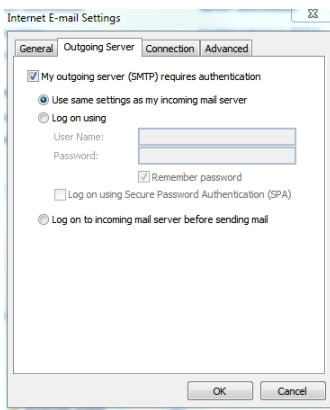 Internet E-mail Settings
General Outgoing Server Connection Advanced
My outgoing server (SMTP) requires authentication
Use same settings as my incoming mail server
Log on using
User Name:
Password:
Remember password
Log on using Secure Password Authentication (SPA)
Log on to incoming mail server before sending mail
OK Cancel